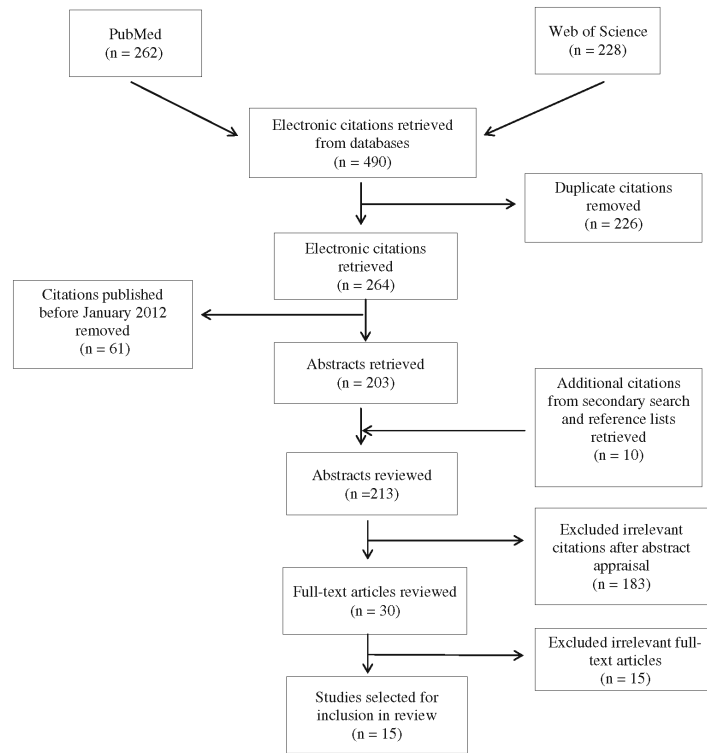 PubMed
(n = 262)
Web of Science
(n = 228)
Electronic citations retrieved
from databases
(n = 490)
Duplicate citations
removed
(n = 226)
Electronic citations
retrieved
(n = 264)
Citations published
before January 2012
removed
(n = 61)
Abstracts retrieved
(n = 203)
Additional citations
from secondary search
and reference lists
retrieved
(n = 10)
Abstracts reviewed
(n =213)
Excluded irrelevant
citations after abstract
appraisal
(n = 183)
Full-text articles reviewed
(n = 30)
Excluded irrelevant full-
text articles
(n = 15)
Studies selected for
inclusion in review
(n = 15)